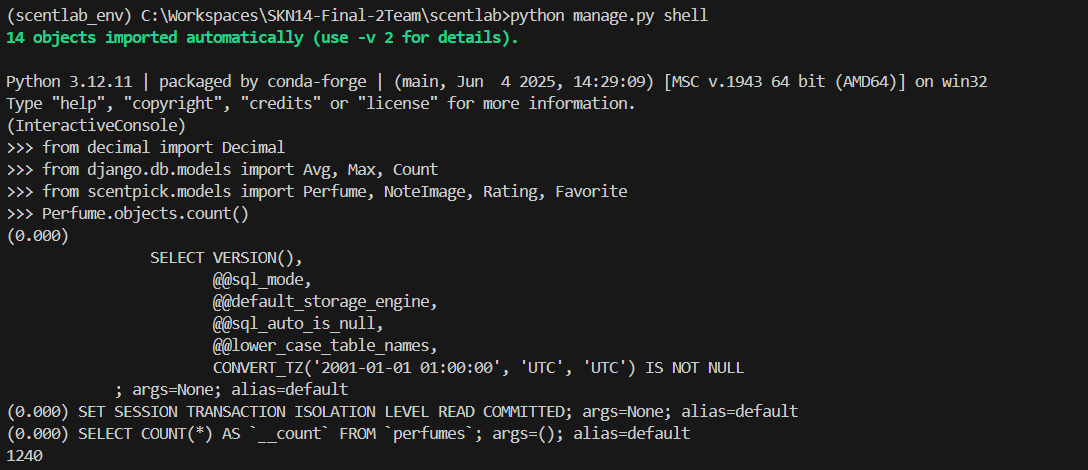 (scentlab_env) C:\Workspaces\SKN14-Final-2Team\scentlab>python manage.py shell
14 objects imported automatically (use -v 2 for details).
Python 3.12.11 | packaged by conda-forge | (main, Jun  4 2025, 14:29:09) [MSC v.1943 64 bit (AMD64)] on win32
Type "help", "copyright", "credits" or "license" for more information.
(InteractiveConsole)
>>> from decimal import Decimal
>>> from django.db.models import Avg, Max, Count
>>> from scentpick.models import Perfume, NoteImage, Rating, Favorite
>>> Perfume.objects.count()
(0.000)
SELECT VERSION(),
@@sql_mode,
@@default_storage_engine,
@@sql_auto_is_null,
@@lower_case_table_names,
CONVERT_TZ('2001-01-01 01:00:00', 'UTC', 'UTC') IS NOT NULL
; args=None; alias=default
(0.000) SET SESSION TRANSACTION ISOLATION LEVEL READ COMMITTED; args=None; alias=default
(0.000) SELECT COUNT(*) AS `__count` FROM `perfumes`; args=(); alias=default
1240